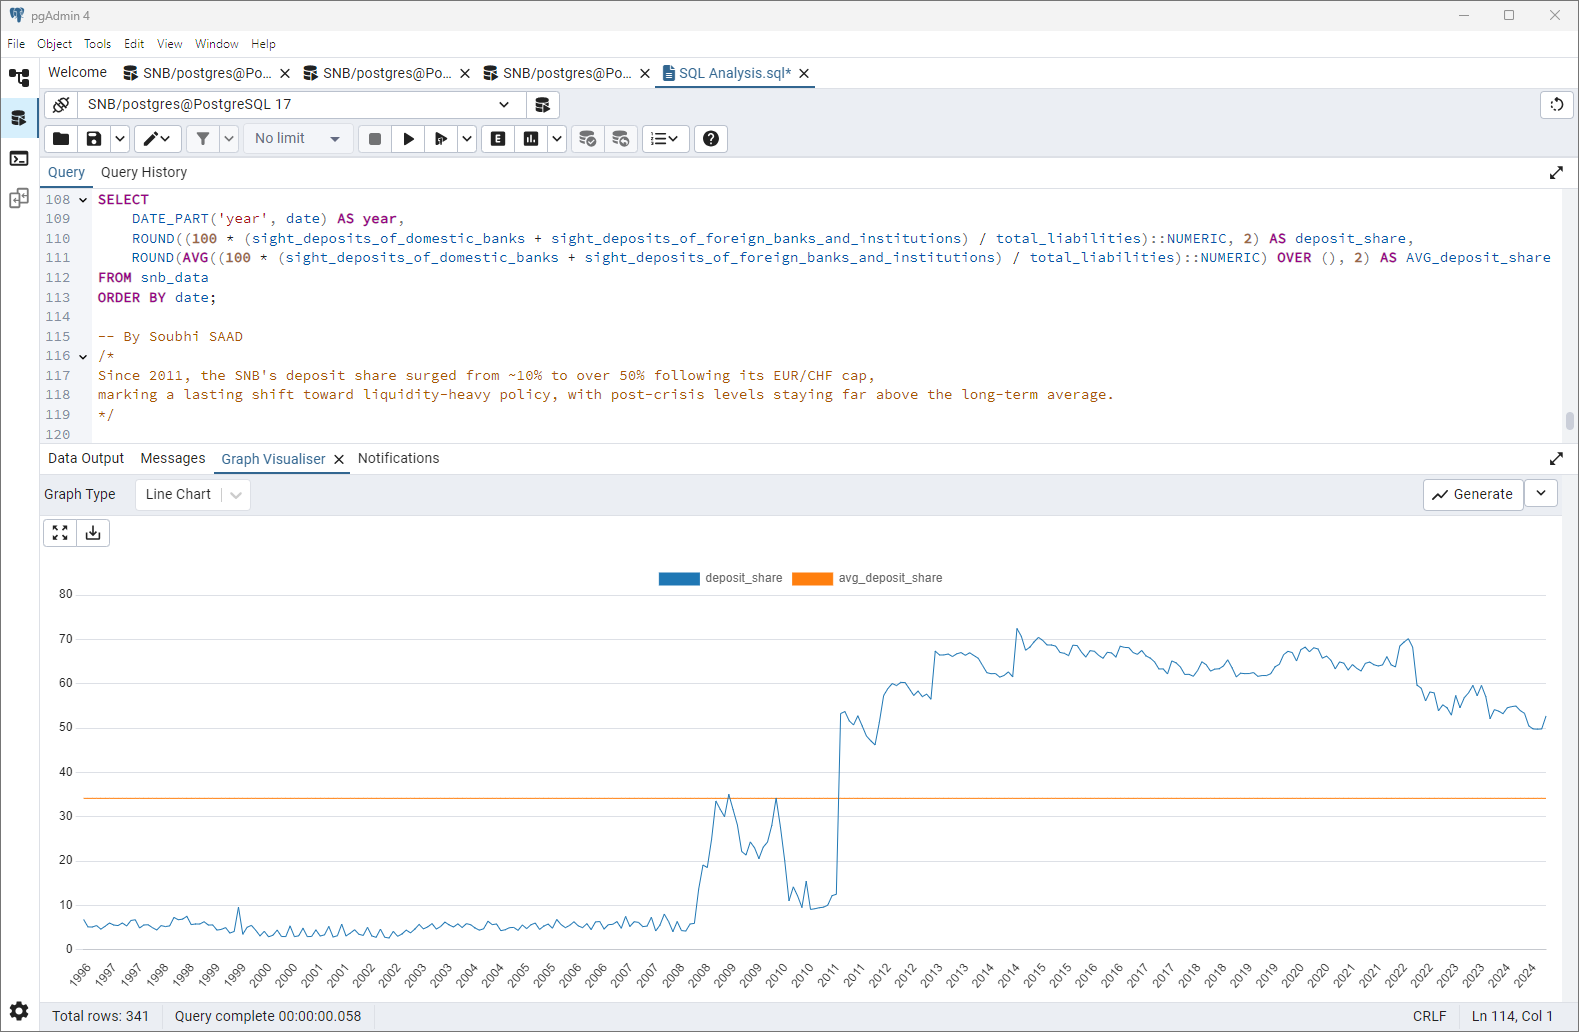 pgAdmin 4
File Object Tools Edit View Window Help
Welcome SNB/postgres@Po... SNB/postgres@Po... SNB/postgres@Po... SQL Analysis.sql*
SNB/postgres@PostgreSQL 17
No limit
Query Query History
108 SELECT
109 DATE_PART('year', date) AS year,
110 ROUND((100 * (sight_deposits_of_domestic_banks + sight_deposits_of_foreign_banks_and_institutions) / total_liabilities)::NUMERIC, 2) AS deposit_share,
111 ROUND(AVG((100 * (sight_deposits_of_domestic_banks + sight_deposits_of_foreign_banks_and_institutions) / total_liabilities)::NUMERIC) OVER (), 2) AS AVG_deposit_share
112 FROM snb_data
113 ORDER BY date;
114
115 -- By Soubhi SAAD
116 /*
117 Since 2011, the SNB's deposit share surged from ~10% to over 50% following its EUR/CHF cap,
118 marking a lasting shift toward liquidity-heavy policy, with post-crisis levels staying far above the long-term average.
119 */
120
Data Output Messages Graph Visualiser Notifications
Graph Type Line Chart Generate
deposit_share avg_deposit_share
80
70
60
50
40
30
20
10
0
1996 1997 1997 1998 1998 1999 1999 2000 2000 2001 2001 2002 2002 2003 2003 2004 2004 2005 2005 2006 2006 2007 2007 2008 2008 2009 2009 2010 2010 2011 2011 2012 2012 2013 2013 2014 2014 2015 2015 2016 2016 2017 2017 2018 2018 2019 2019 2020 2020 2021 2021 2022 2022 2023 2023 2024 2024
Total rows: 341 Query complete 00:00:00.058 CRLF Ln 114, Col 1